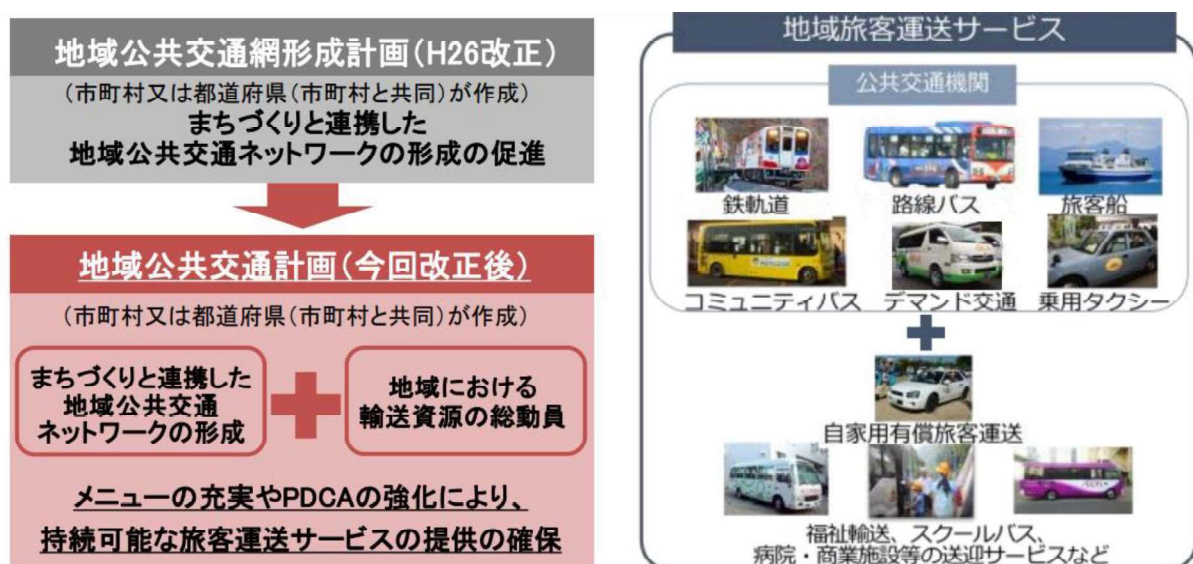 地域公共交通網形成計画(H26改正)
(市町村又は都道府県(市町村と共同)が作成)
まちづくりと連携した
地域公共交通ネットワークの形成の促進
地域公共交通計画(今回改正後)
(市町村又は都道府県(市町村と共同)が作成)
まちづくりと連携した
地域公共交通
ネットワークの形成
地域における
輸送資源の総動員
メニューの充実やPDCAの強化により、
持続可能な旅客運送サービスの提供の確保
地域旅客運送サービス
公共交通機関
鉄軌道
路線バス
旅客船
コミュニティバス
デマンド交通
乗用タクシー
自家用有償旅客運送
福祉輸送、スクールバス、
病院・商業施設等の送迎サービスなど